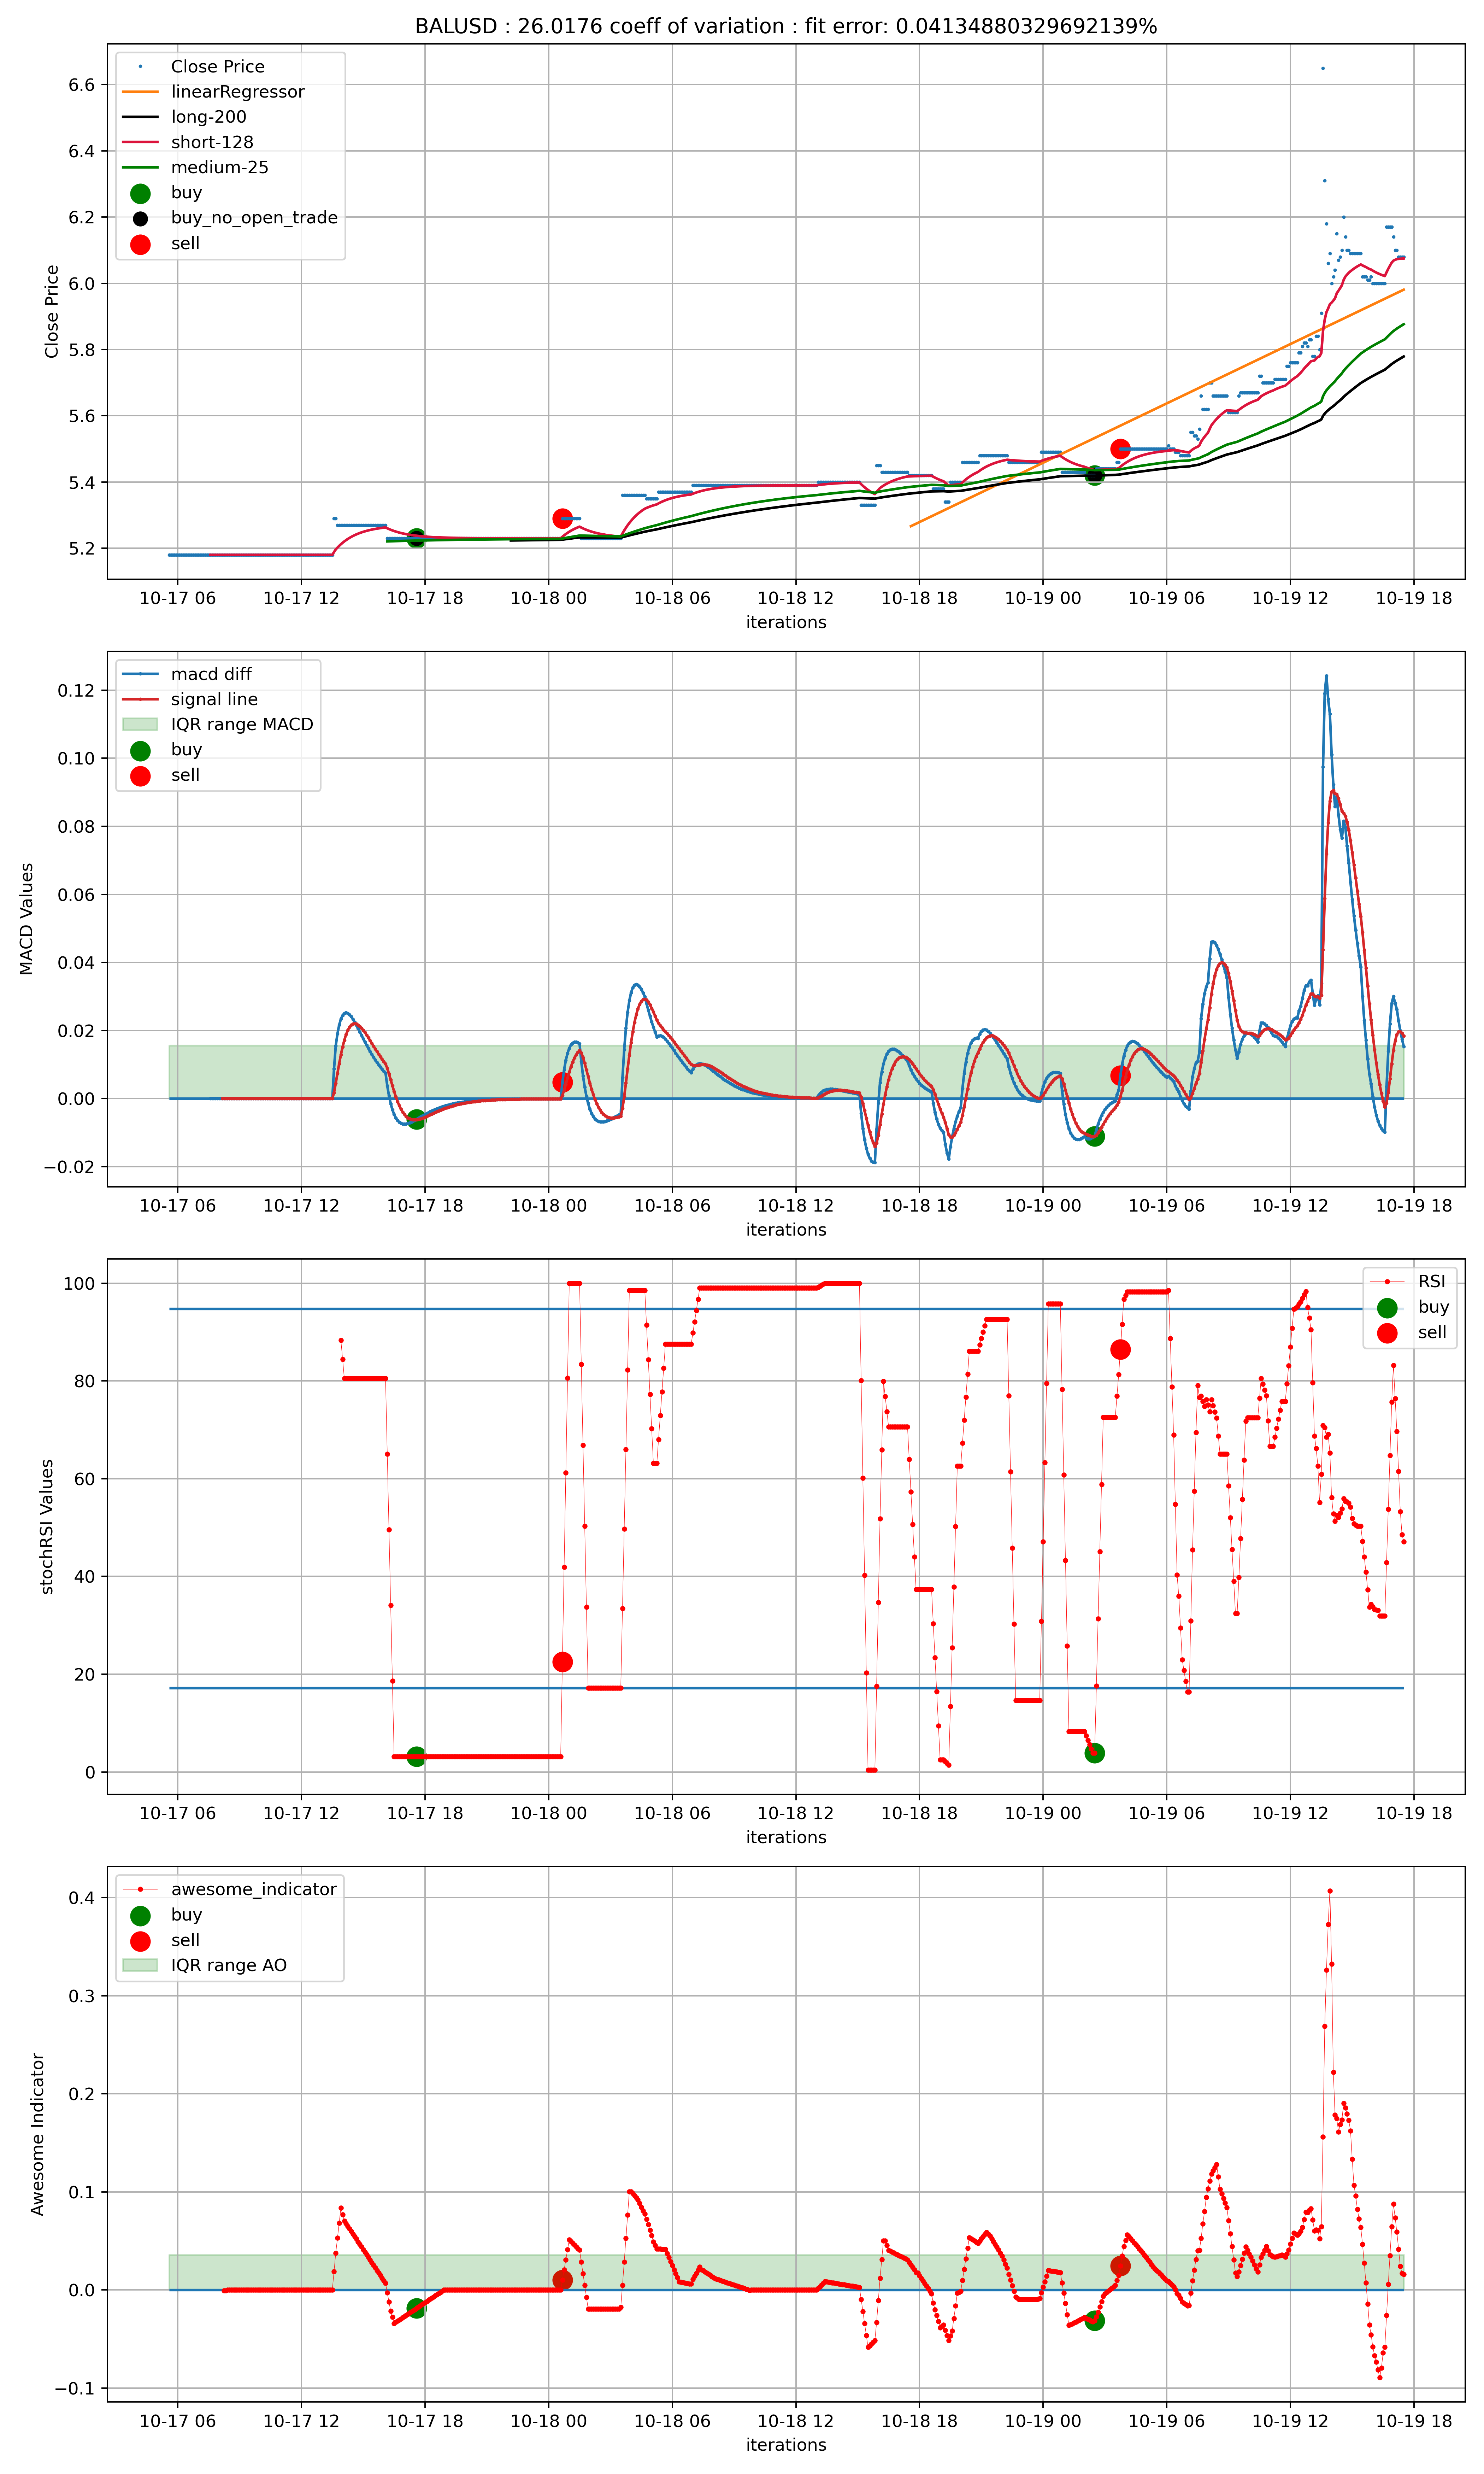 BALUSD : 26.0176 coeff of variation : fit error: 0.04134880329692139%
Close Price
linearRegressor
long-200
short-128
medium-25
buy
buy_no_open_trade
sell
6.6
6.4
6.2
6.0
5.8
5.6
5.4
5.2
Close Price
10-17 06 10-17 12 10-17 18 10-18 00 10-18 06 10-18 12 10-18 18 10-19 00 10-19 06 10-19 12 10-19 18
iterations
macd diff
signal line
IQR range MACD
buy
sell
0.12
0.10
0.08
0.06
0.04
0.02
0.00
−0.02
MACD Values
10-17 06 10-17 12 10-17 18 10-18 00 10-18 06 10-18 12 10-18 18 10-19 00 10-19 06 10-19 12 10-19 18
iterations
RSI
buy
sell
100
80
60
40
20
0
stochRSI Values
10-17 06 10-17 12 10-17 18 10-18 00 10-18 06 10-18 12 10-18 18 10-19 00 10-19 06 10-19 12 10-19 18
iterations
awesome_indicator
buy
sell
IQR range AO
0.4
0.3
0.2
0.1
0.0
−0.1
Awesome Indicator
10-17 06 10-17 12 10-17 18 10-18 00 10-18 06 10-18 12 10-18 18 10-19 00 10-19 06 10-19 12 10-19 18
iterations